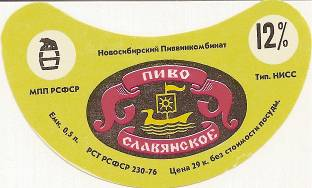 Новосибирский Пиввинкомбинат
12%
МПП РСФСР
Тип. НИСС
ПИВО
СЛАВЯНСКОЕ
Емк. 0,5 л.
РСТ РСФСР 230-76
Цена 29 к. без стоимости посуды.